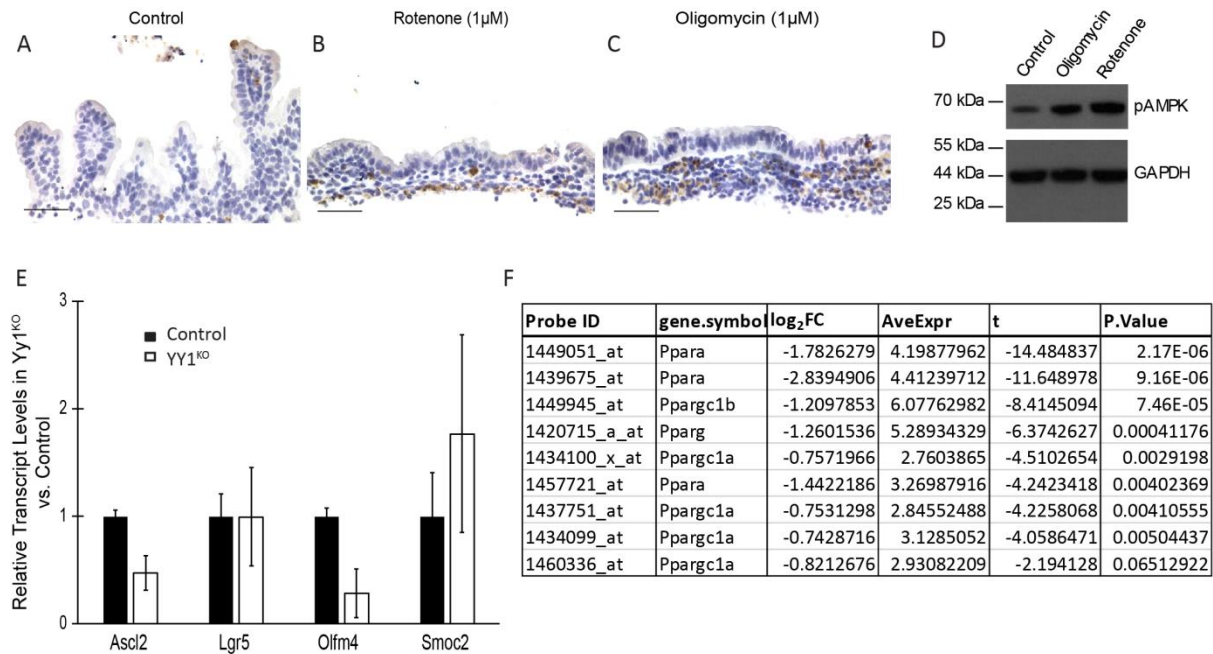 Control Rotenone (1µM) Oligomycin (1µM)
A B C D
Control Oligomycin Rotenone
70 kDa pAMPK
55 kDa
44 kDa GAPDH
25 kDa
E
Relative Transcript Levels in Yy1KO
vs. Control
3
2
1
0
Control
YY1KO
Ascl2 Lgr5 Olfm4 Smoc2
F
Probe ID gene.symbol log2FC AveExpr t P.Value
1449051_at Ppara -1.7826279 4.19877962 -14.484837 2.17E-06
1439675_at Ppara -2.8394906 4.41239712 -11.648978 9.16E-06
1449945_at Ppargc1b -1.2097853 6.07762982 -8.4145094 7.46E-05
1420715_a_at Pparg -1.2601536 5.28934329 -6.3742627 0.00041176
1434100_x_at Ppargc1a -0.7571966 2.7603865 -4.5102654 0.0029198
1457721_at Ppara -1.4422186 3.26987916 -4.2423418 0.00402369
1437751_at Ppargc1a -0.7531298 2.84552488 -4.2258068 0.00410555
1434099_at Ppargc1a -0.7428716 3.1285052 -4.0586471 0.00504437
1460336_at Ppargc1a -0.8212676 2.93082209 -2.194128 0.06512922